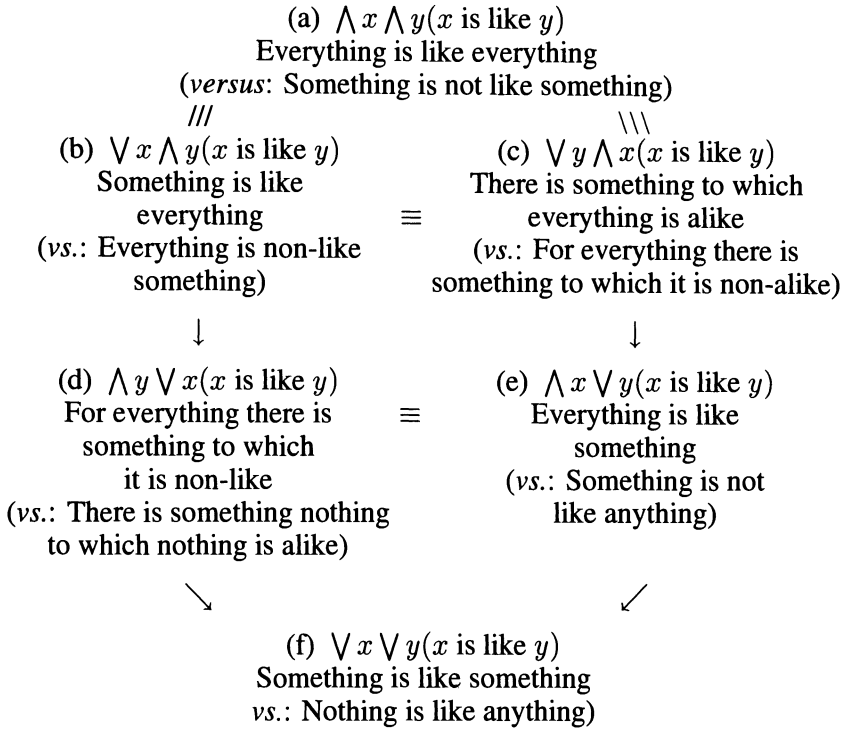 (a) ⋀x⋀y(x is like y)
Everything is like everything
(versus: Something is not like something)
/// \\\
(b) ⋁x⋀y(x is like y)
Something is like
everything
(vs.: Everything is non-like
something)
≡
(c) ⋁y⋀x(x is like y)
There is something to which
everything is alike
(vs.: For everything there is
something to which it is non-alike)
↓ ↓
(d) ⋀y⋁x(x is like y)
For everything there is
something to which
it is non-like
(vs.: There is something nothing
to which nothing is alike)
≡
(e) ⋀x⋁y(x is like y)
Everything is like
something
(vs.: Something is not
like anything)
↘ ↙
(f) ⋁x⋁y(x is like y)
Something is like something
vs.: Nothing is like anything)